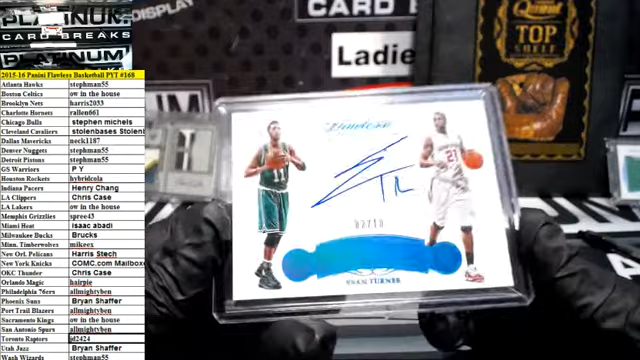 PLATINUM
CARD BREAKS
PLATINUM
DISPLAY
CARD BREAKS
Ladie
TOP
SHELF
2015-16 Panini Flawless Basketball PYT #168
Atlanta Hawks stephman55
Boston Celtics ow in the house
Brooklyn Nets harris2033
Charlotte Hornets rallen661
Chicago Bulls stephen michels
Cleveland Cavaliers stolenbases Stolenl
Dallas Mavericks neck1187
Denver Nuggets stephman55
Detroit Pistons stephman55
GS Warriors P Y
Houston Rockets hybridcola
Indiana Pacers Henry Chang
LA Clippers Chris Case
LA Lakers ow in the house
Memphis Grizzlies spree43
Miami Heat isaac abadi
Milwaukee Bucks Brucks
Minn. Timberwolves mikeex
New Orl. Pelicans Harris Stech
New York Knicks COMC.com Mailbox
OKC Thunder Chris Case
Orlando Magic hairpie
Philadelphia 76ers allmightyben
Phoenix Suns Bryan Shaffer
Port Trail Blazers allmightyben
Sacramento Kings ow in the house
San Antonio Spurs allmightyben
Toronto Raptors jd2424
Utah Jazz Bryan Shaffer
Wash Wizards stephman55
Flawless
21
EVAN TURNER